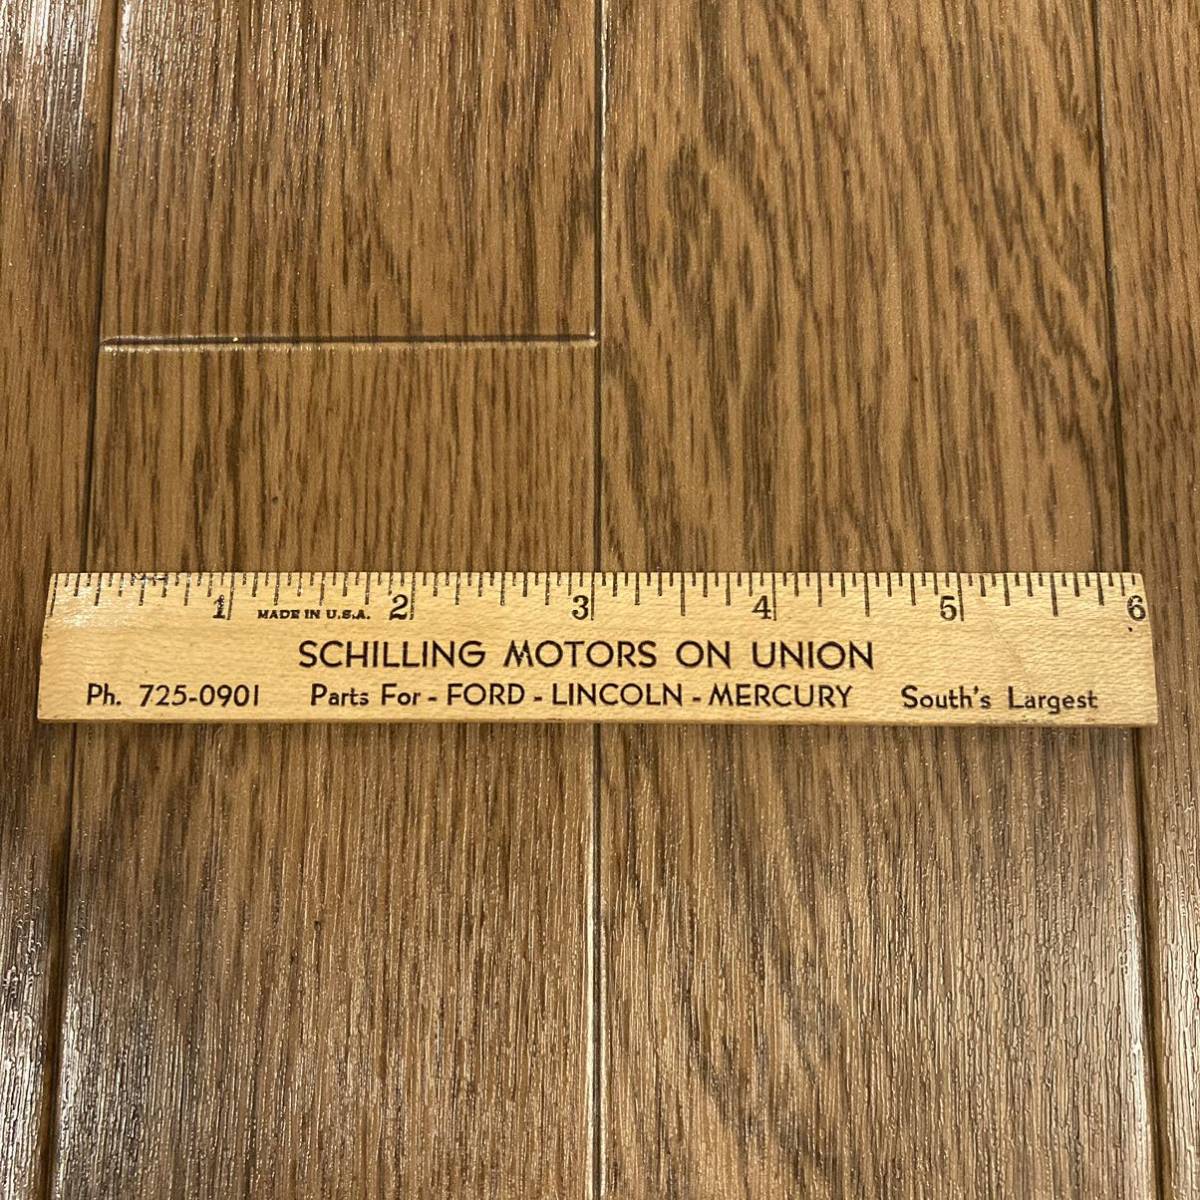 1 MADE IN U.S.A. 2 3 4 5 6
SCHILLING MOTORS ON UNION
Ph. 725-0901 Parts For - FORD - LINCOLN - MERCURY South's Largest